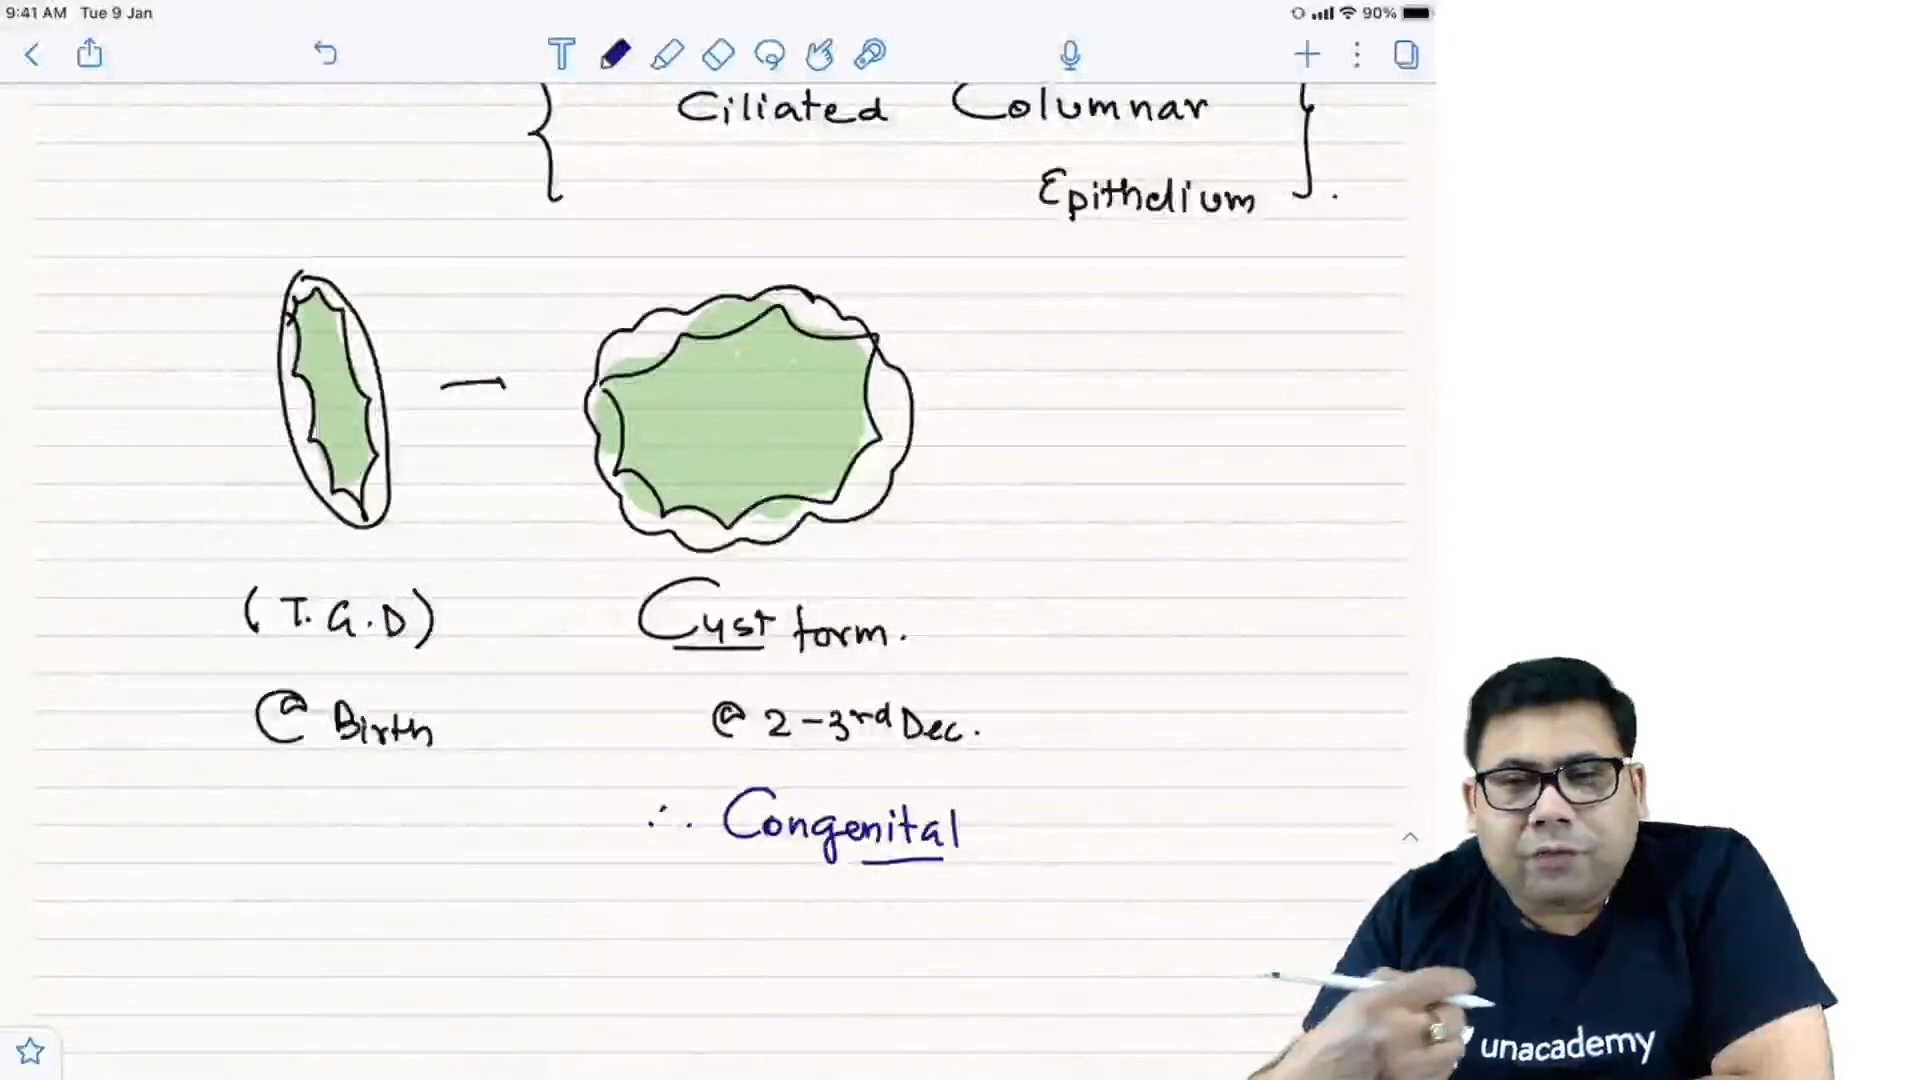 9:41 AM Tue 9 Jan
90%
T
Ciliated Columnar
Epithelium .
(T.G.D)
Cyst form.
@ Birth
@ 2-3rd Dec.
∴ Congenital
unacademy